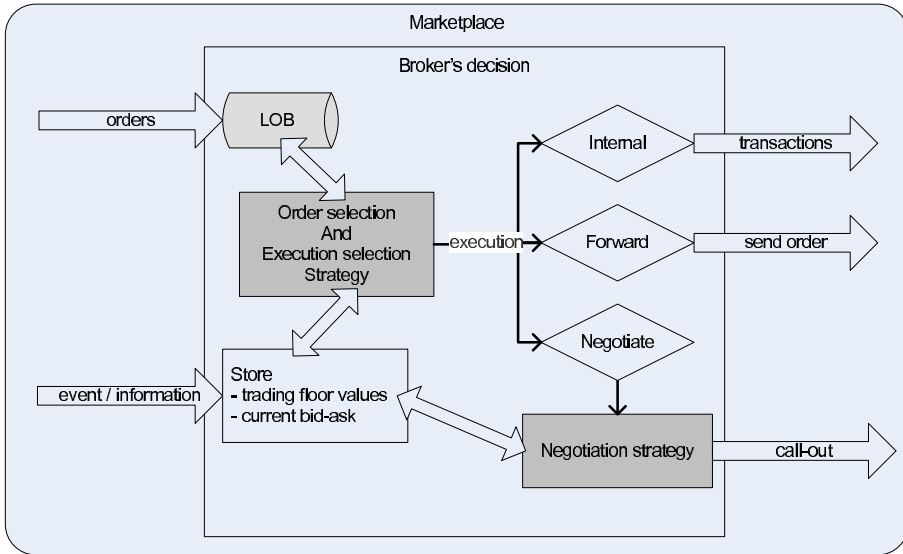 Marketplace
Broker's decision
orders
LOB
Internal
transactions
Order selection
And
Execution selection
Strategy
execution
Forward
send order
Negotiate
event / information
Store
- trading floor values
- current bid-ask
Negotiation strategy
call-out